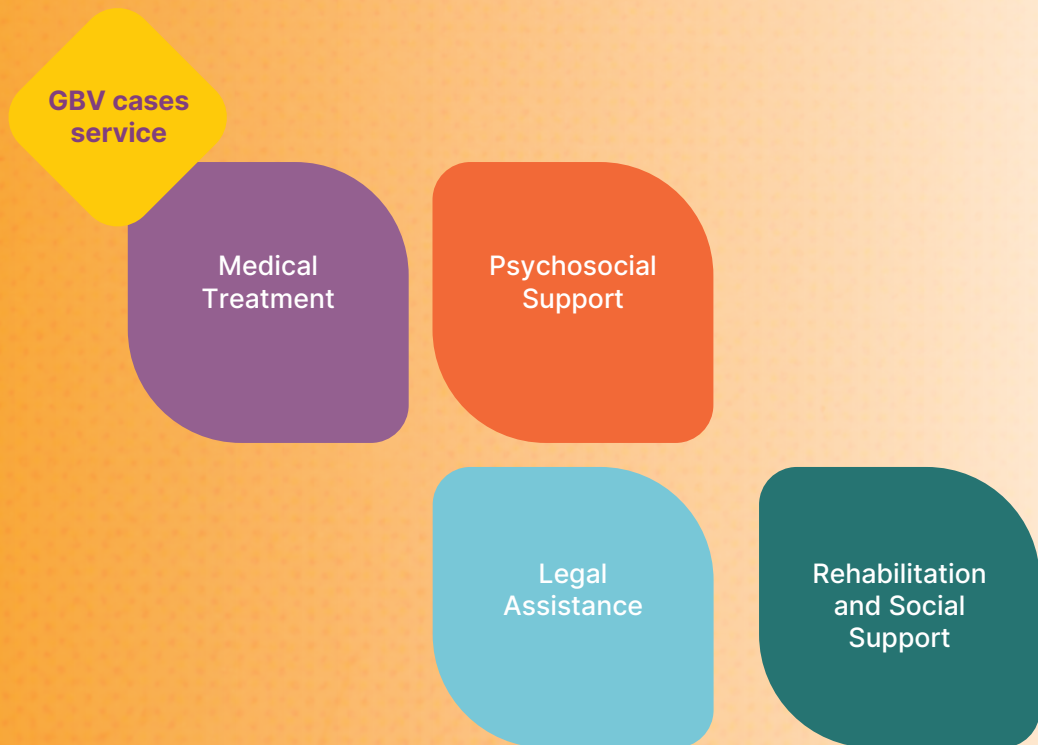 GBV cases
service
Medical
Treatment
Psychosocial
Support
Legal
Assistance
Rehabilitation
and Social
Support